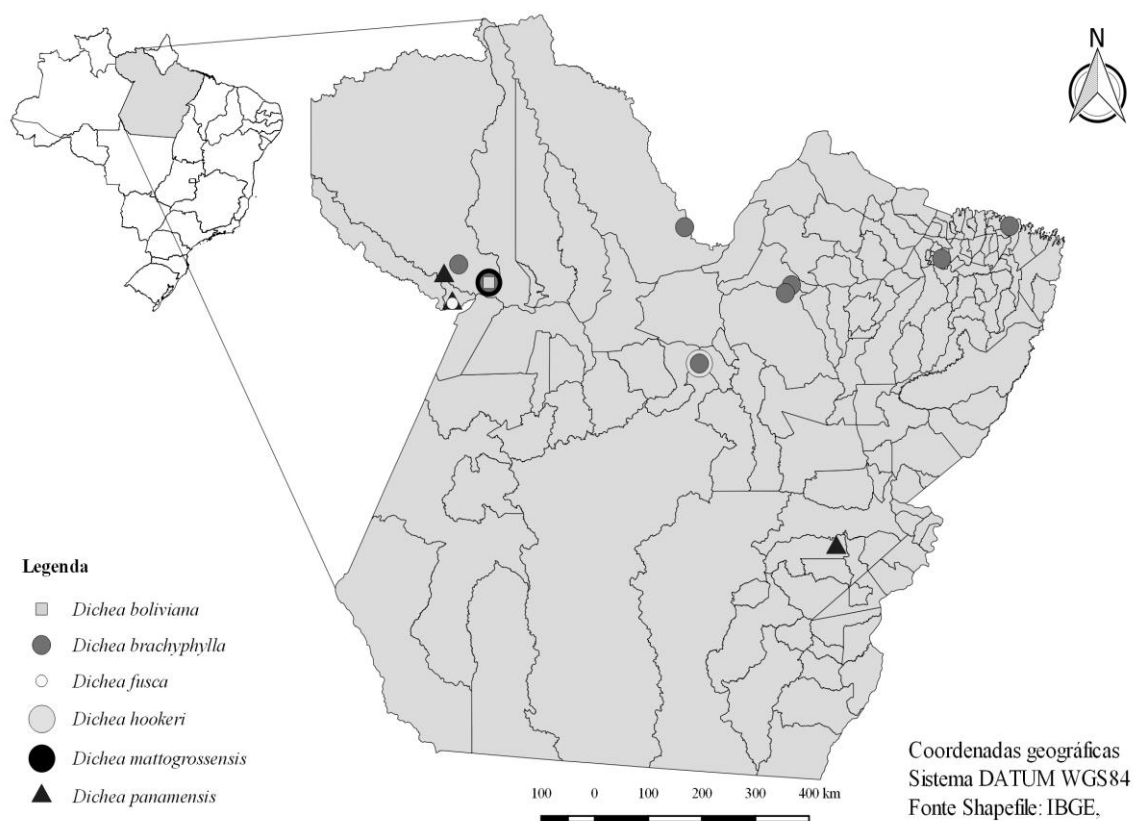 N
Legenda
Dichea boliviana
Dichea brachyphylla
Dichea fusca
Dichea hookeri
Dichea mattogrossensis
Dichea panamensis
100 0 100 200 300 400 km
Coordenadas geográficas
Sistema DATUM WGS84
Fonte Shapefile: IBGE,